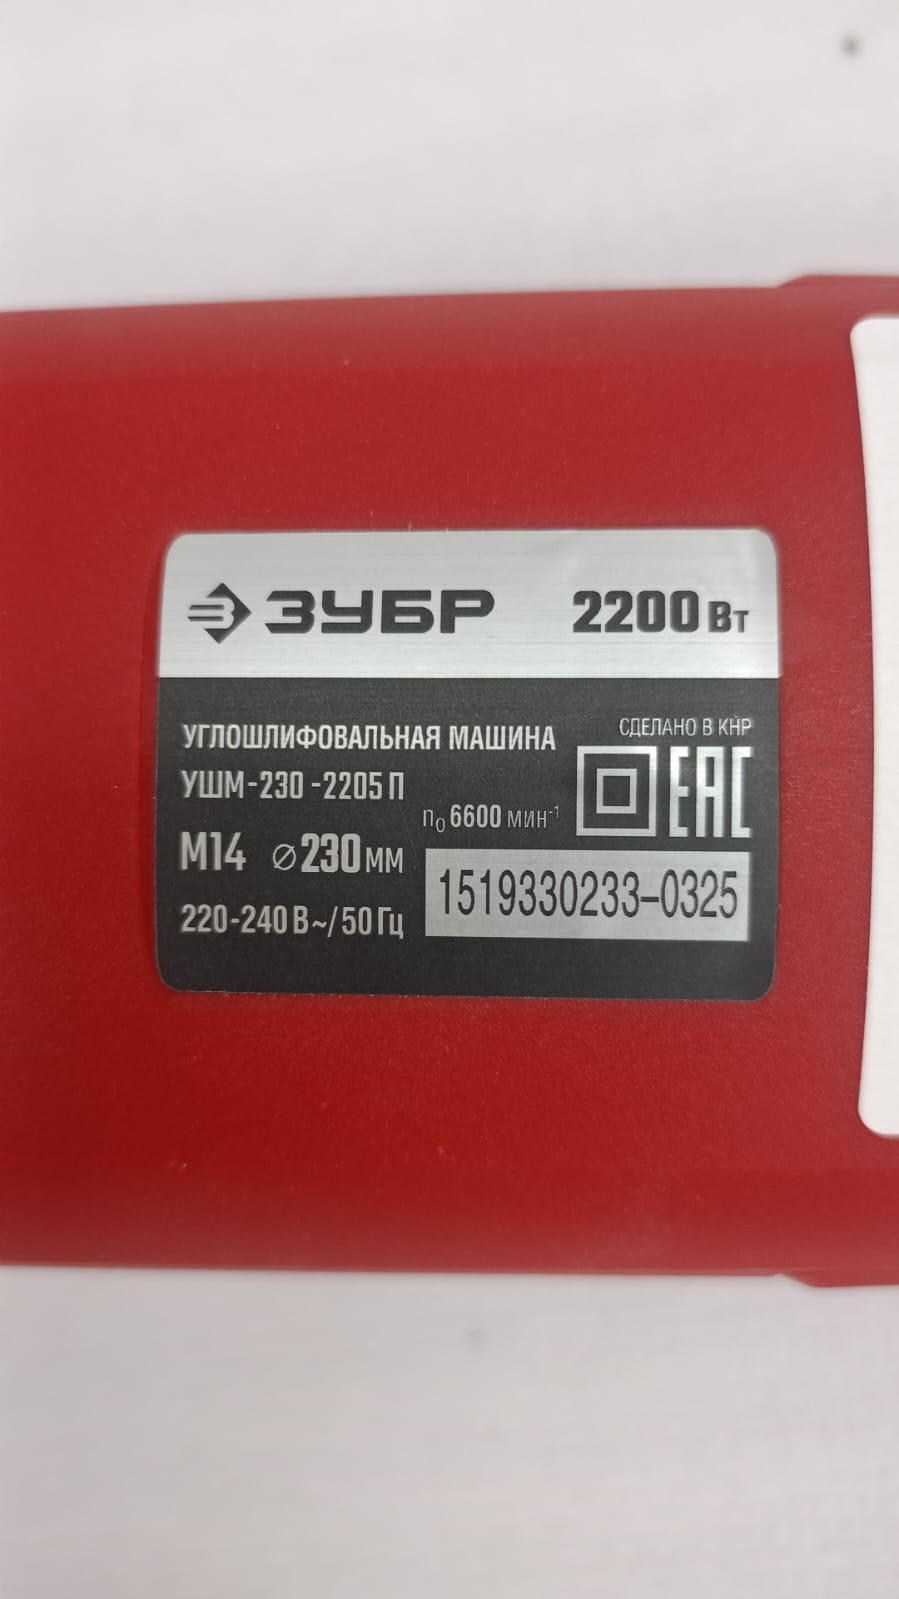 ЗУБР 2200 Вт
УГЛОШЛИФОВАЛЬНАЯ МАШИНА
СДЕЛАНО В КНР
УШМ-230 -2205 П
n₀ 6600 мин⁻¹
EAC
М14 ⌀230 мм
1519330233-0325
220-240 В~/ 50 Гц